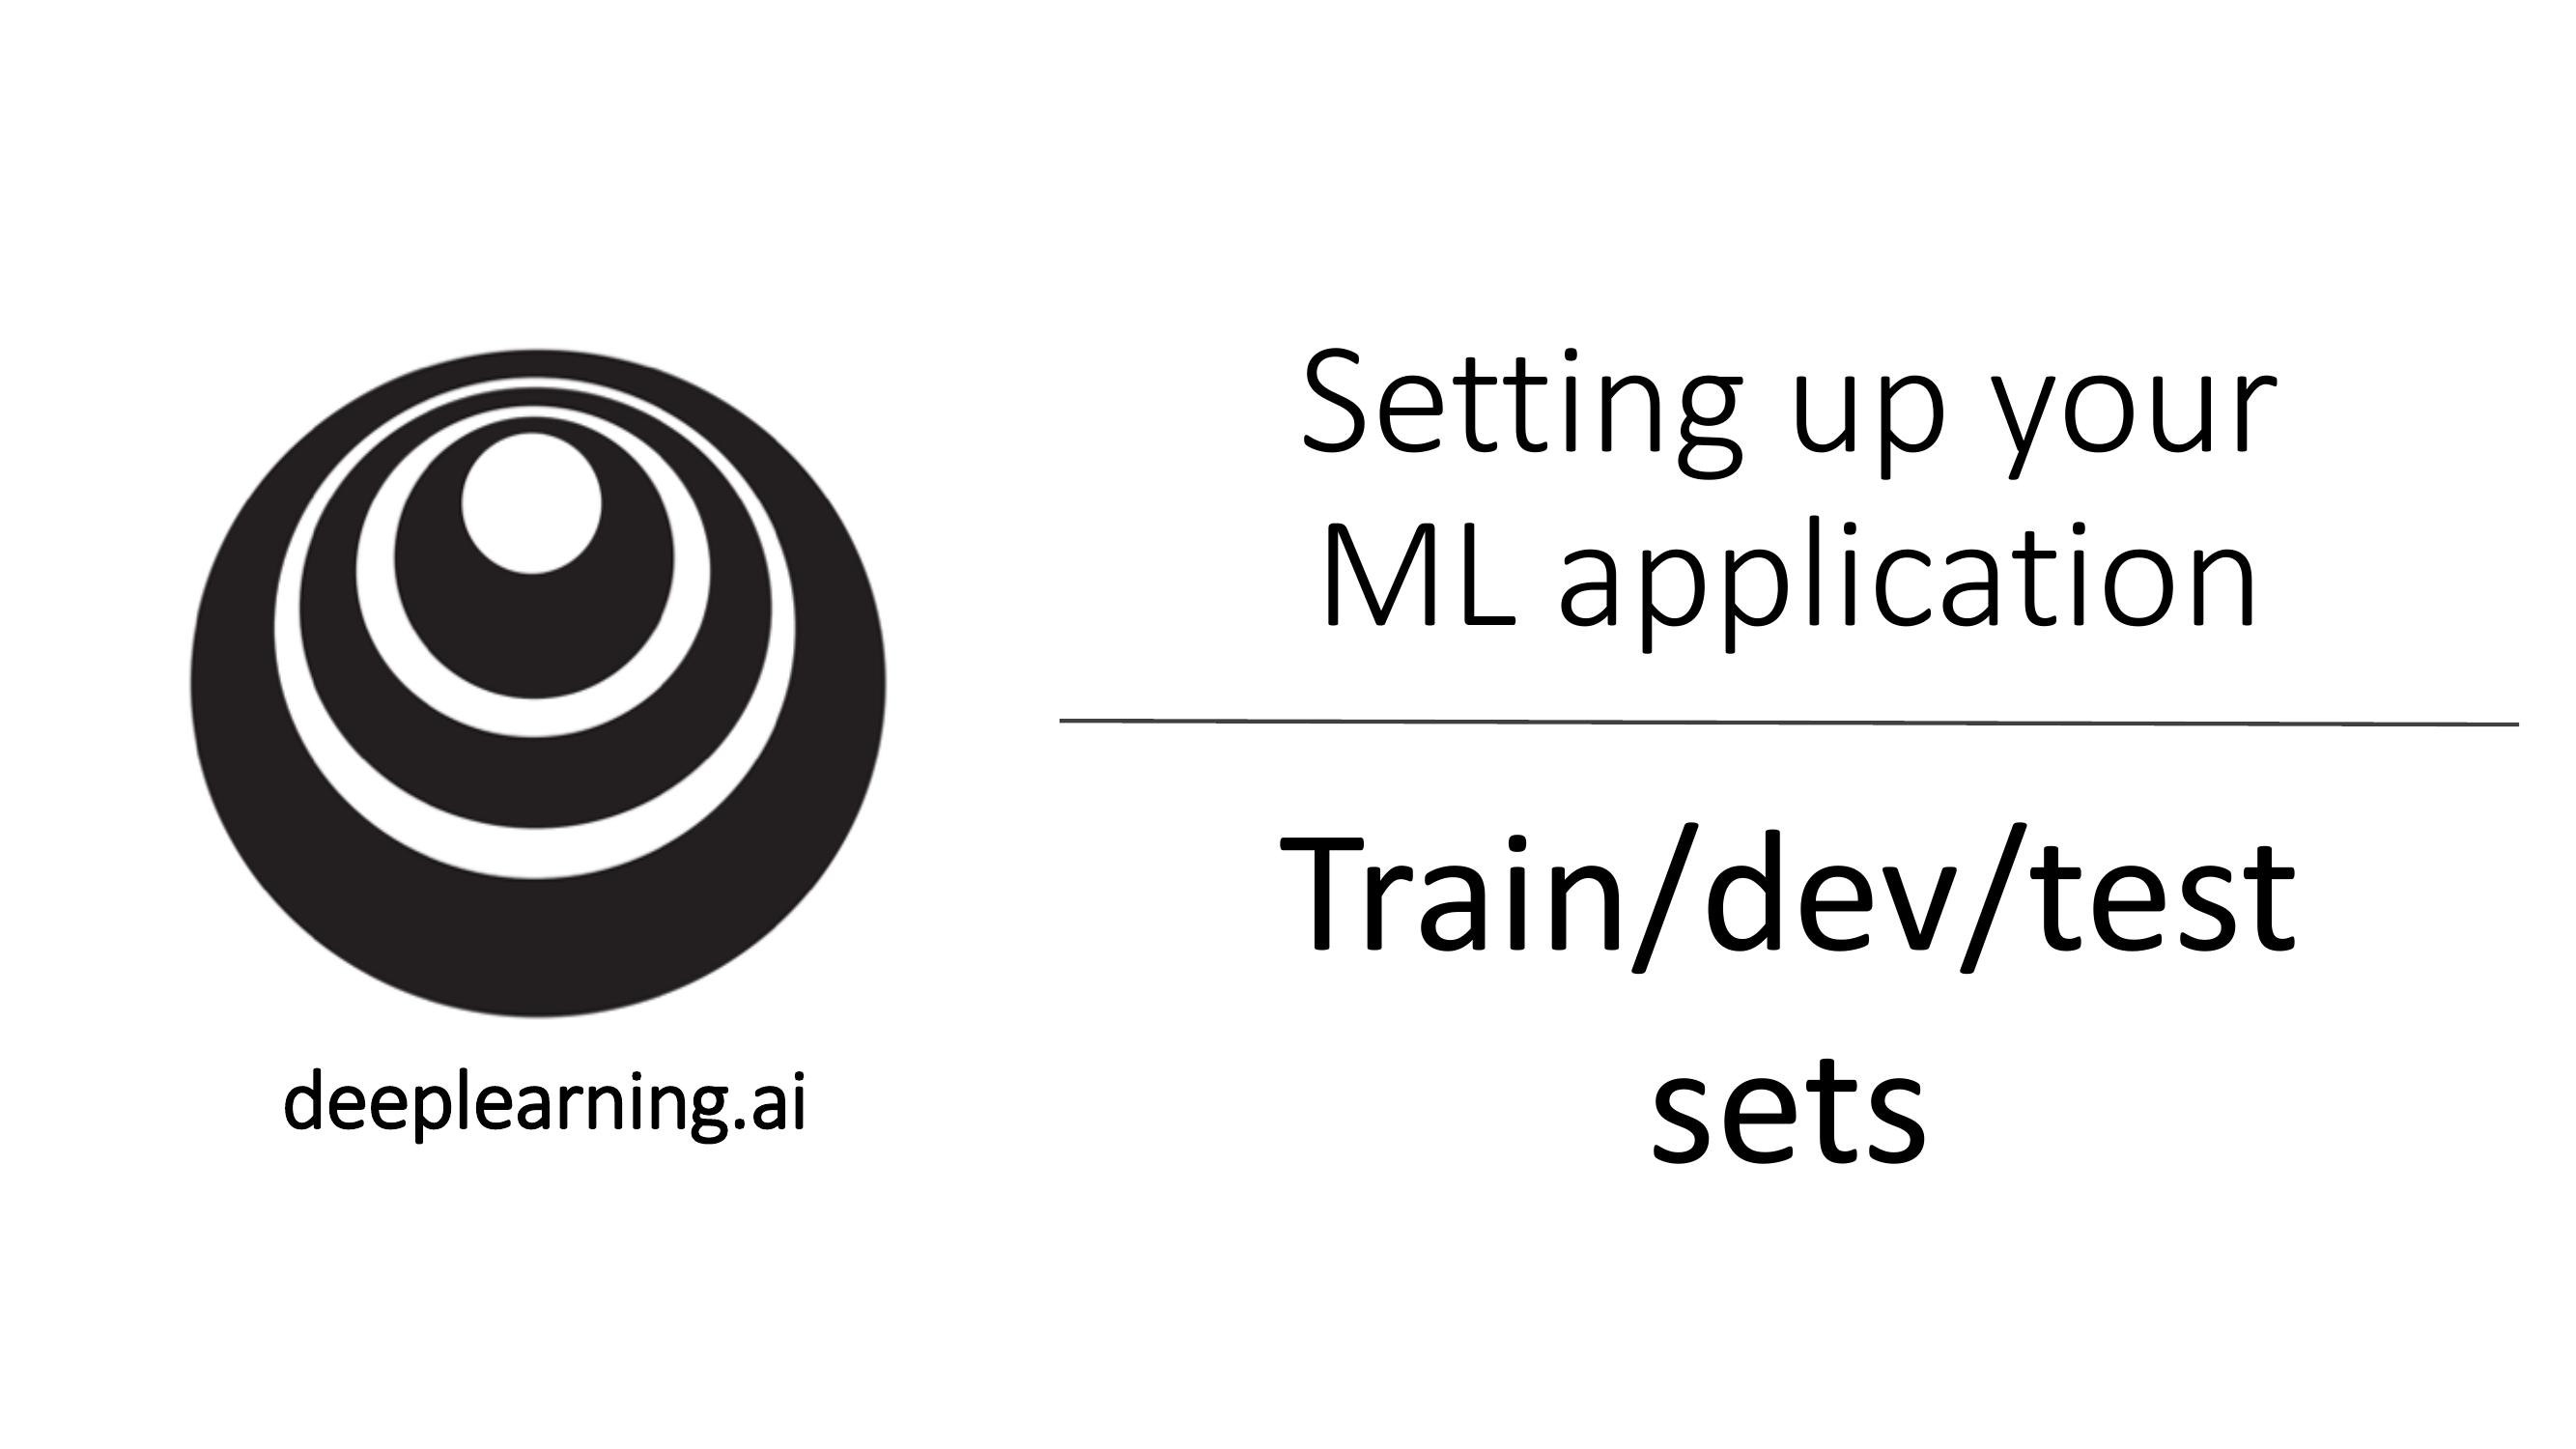 Setting up your
ML application
Train/dev/test
sets
deeplearning.ai